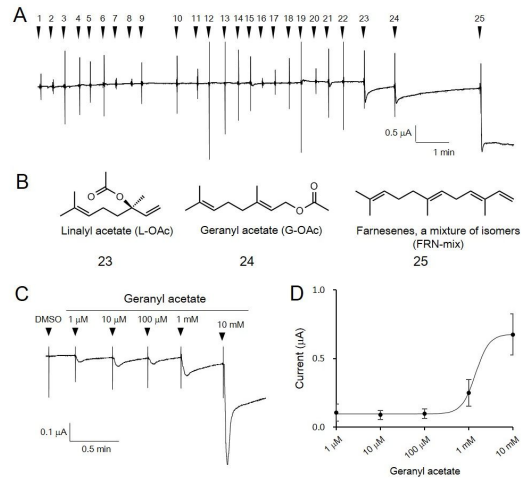 A
1 2 3 4 5 6 7 8 9 10 11 12 13 14 15 16 17 18 19 20 21 22 23 24 25
0.5 μA
1 min
B
O
O
O
O
Linalyl acetate (L-OAc)
Geranyl acetate (G-OAc)
Farnesenes, a mixture of isomers
(FRN-mix)
23
24
25
C
Geranyl acetate
DMSO 1 μM 10 μM 100 μM 1 mM 10 mM
0.1 μA
0.5 min
D
Current (μA)
1.0
0.5
0.0
1 μM 10 μM 100 μM 1 mM 10 mM
Geranyl acetate